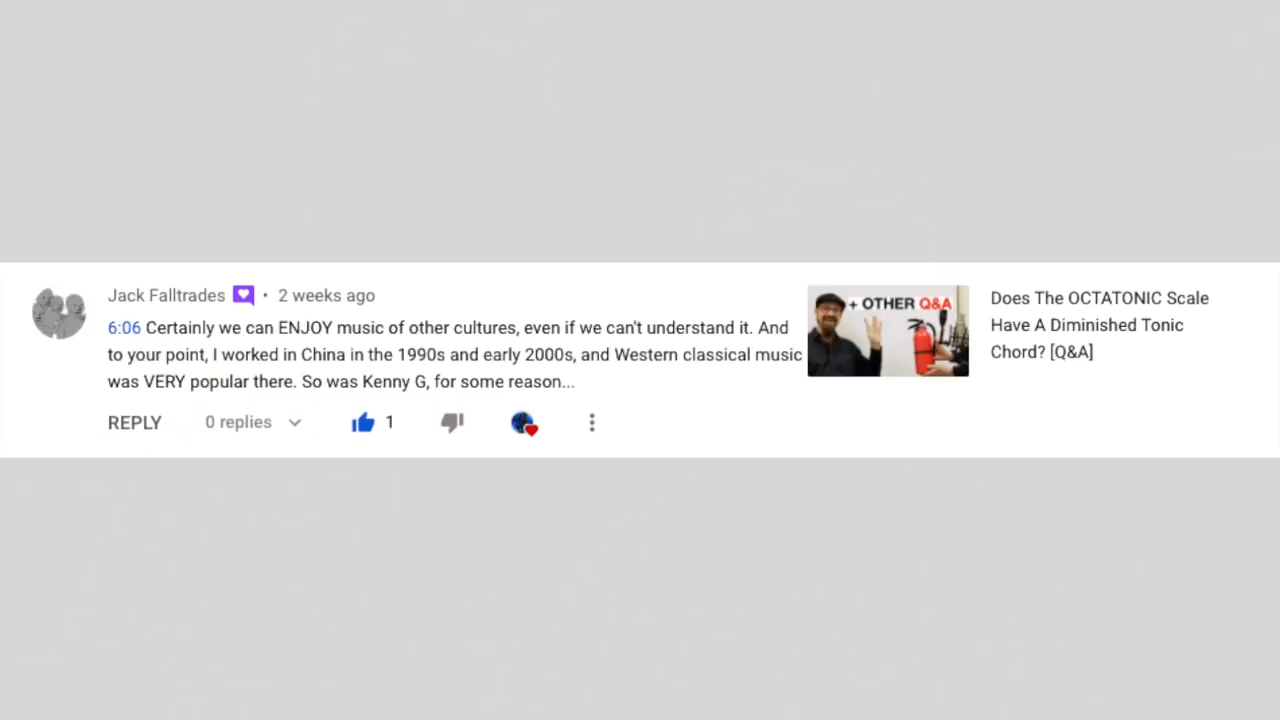 Jack Falltrades • 2 weeks ago
6:06 Certainly we can ENJOY music of other cultures, even if we can't understand it. And
to your point, I worked in China in the 1990s and early 2000s, and Western classical music
was VERY popular there. So was Kenny G, for some reason...
REPLY 0 replies 1
+ OTHER Q&A
Does The OCTATONIC Scale
Have A Diminished Tonic
Chord? [Q&A]